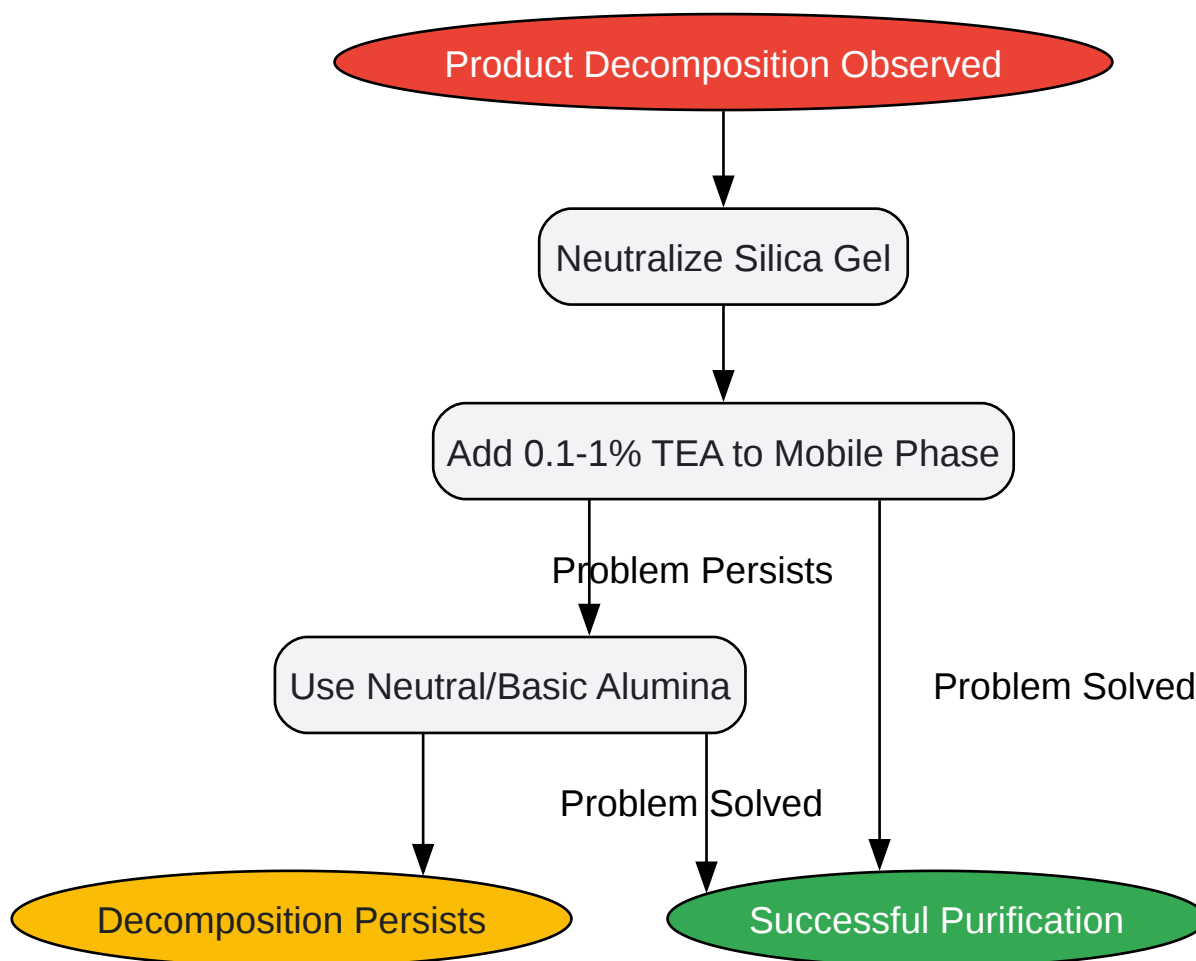 Product Decomposition Observed
Neutralize Silica Gel
Add 0.1-1% TEA to Mobile Phase
Problem Persists
Use Neutral/Basic Alumina
Problem Solved
Problem Solved
Decomposition Persists
Successful Purification